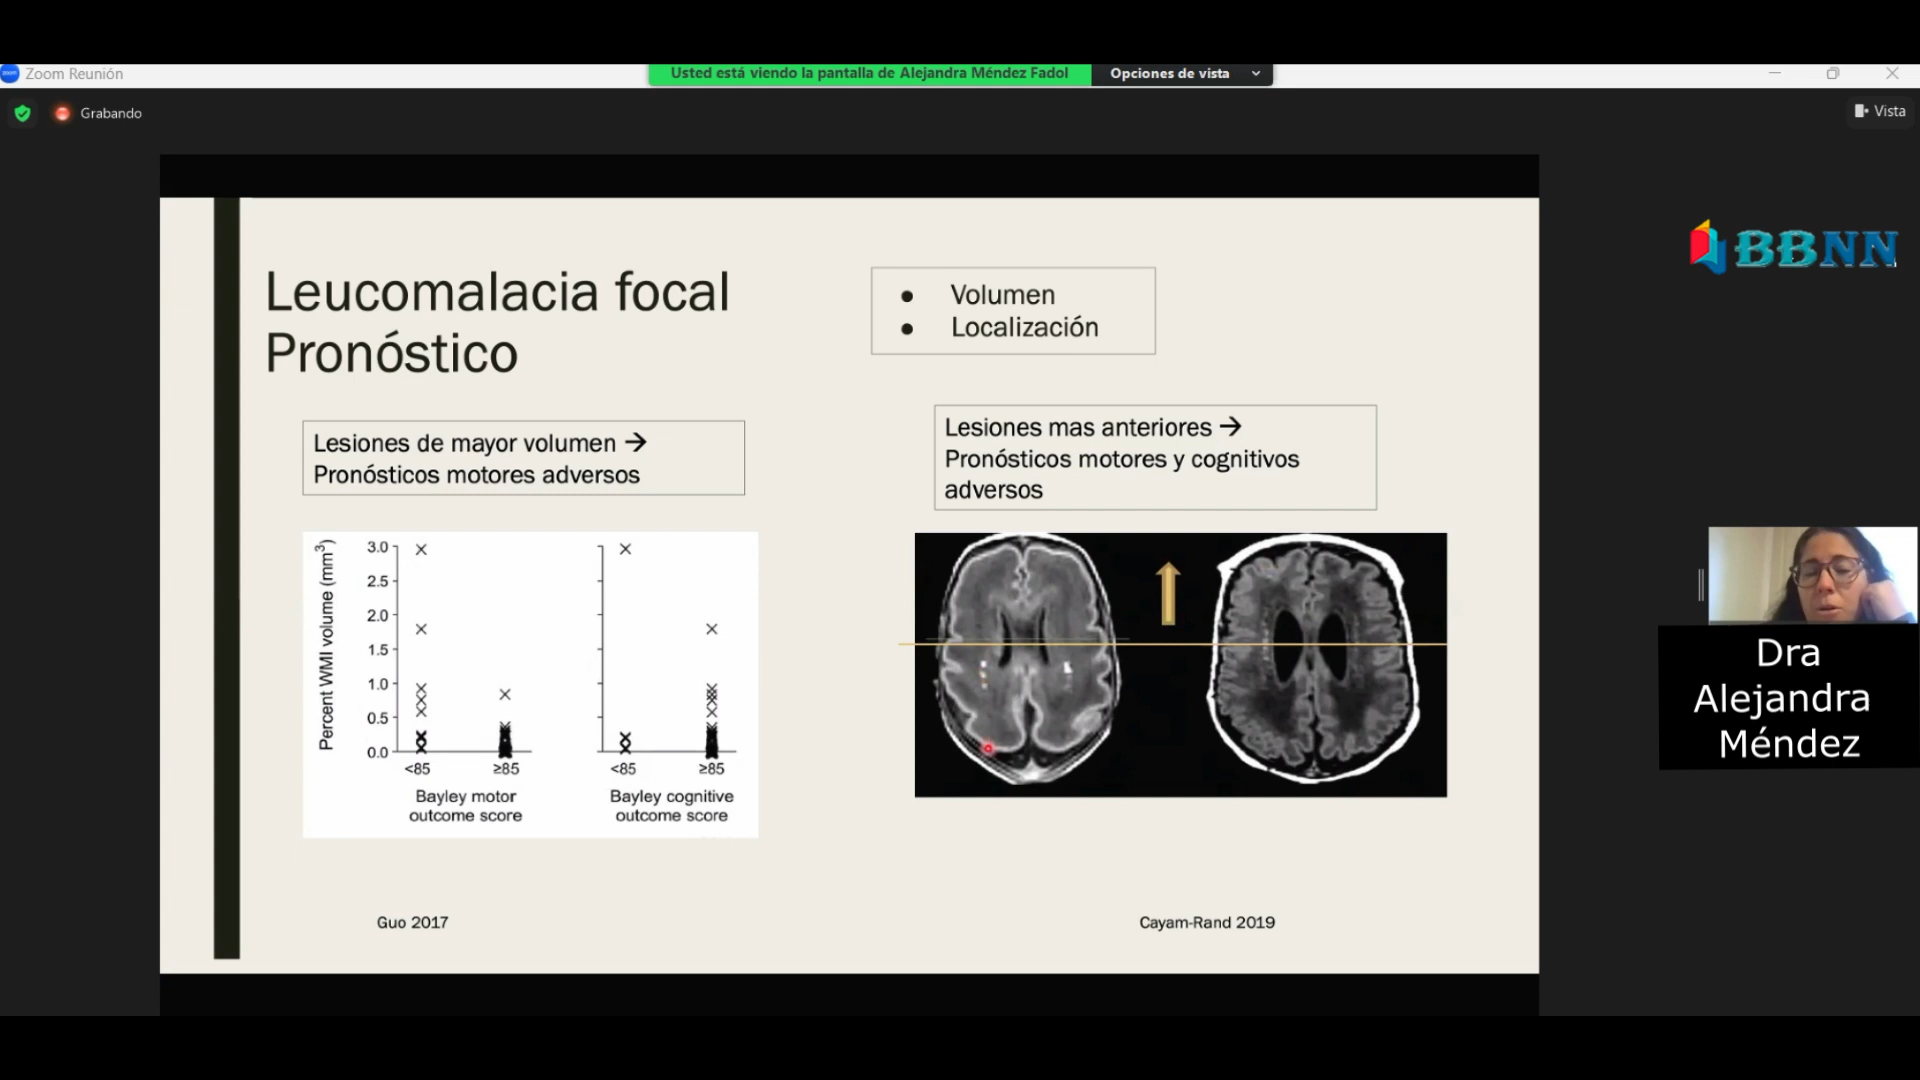 zoom Zoom Reunión
Usted está viendo la pantalla de Alejandra Méndez Fadol
Opciones de vista
Grabando
Vista
BBNN
Leucomalacia focal
Pronóstico
● Volumen
● Localización
Lesiones de mayor volumen →
Pronósticos motores adversos
Lesiones mas anteriores →
Pronósticos motores y cognitivos
adversos
Percent WMI volume (mm³)
3.0
2.5
2.0
1.5
1.0
0.5
0.0
<85
≥85
<85
≥85
Bayley motor
outcome score
Bayley cognitive
outcome score
Guo 2017
Cayam-Rand 2019
Dra
Alejandra
Méndez